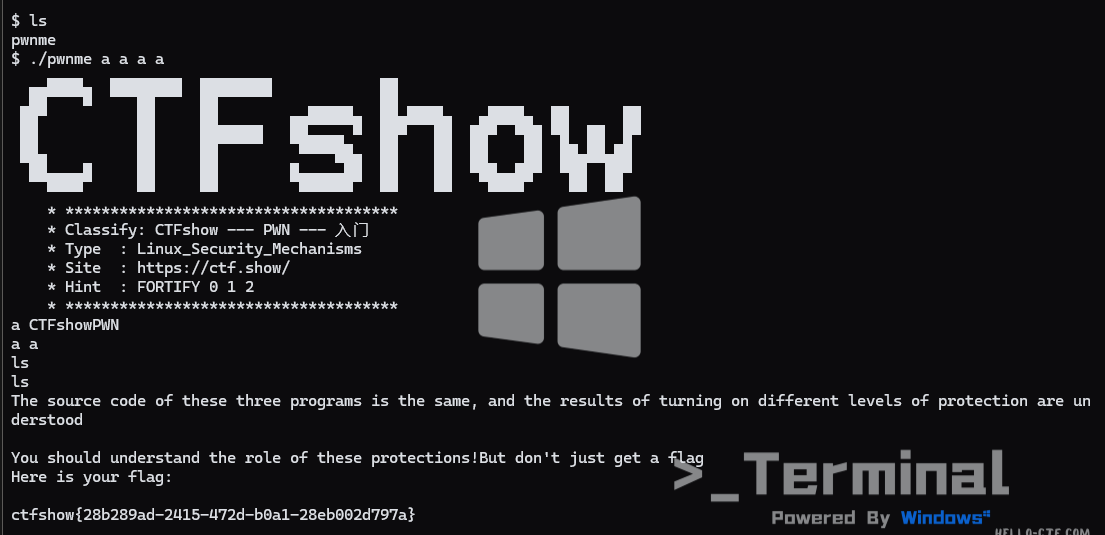 $ ls
pwnme
$ ./pwnme a a a a
CTFshow
* *************************************
* Classify: CTFshow --- PWN --- 入门
* Type  : Linux_Security_Mechanisms
* Site  : https://ctf.show/
* Hint  : FORTIFY 0 1 2
* *************************************
a CTFshowPWN
a a
ls
ls
The source code of these three programs is the same, and the results of turning on different levels of protection are un
derstood
You should understand the role of these protections!But don't just get a flag
Here is your flag:
>_Terminal
ctfshow{28b289ad-2415-472d-b0a1-28eb002d797a}
Powered By Windows
HELLO-CTF.COM